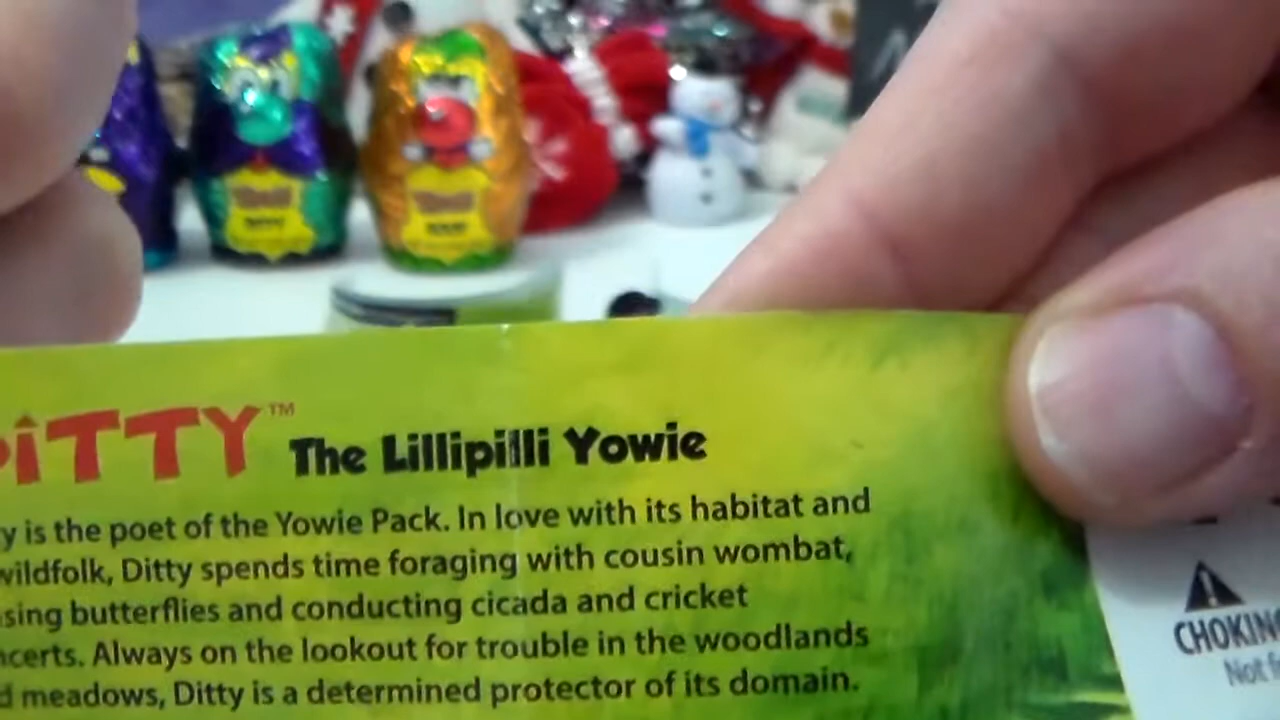 DiTTY™ The Lillipilli Yowie
y is the poet of the Yowie Pack. In love with its habitat and
wildfolk, Ditty spends time foraging with cousin wombat,
sing butterflies and conducting cicada and cricket
ncerts. Always on the lookout for trouble in the woodlands
d meadows, Ditty is a determined protector of its domain.
CHOKIN
Not f